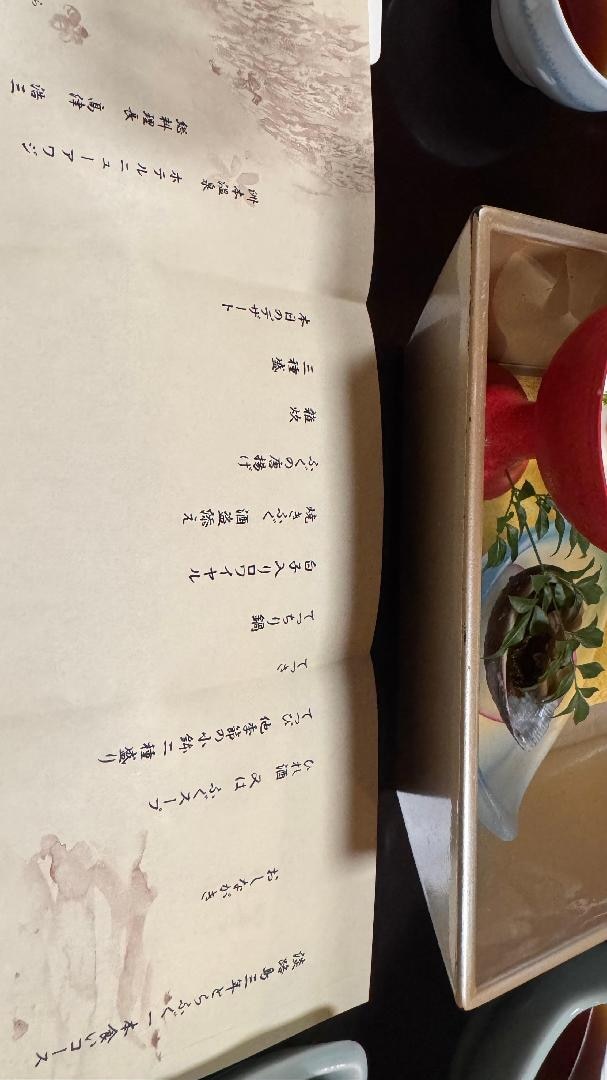 淡路島三年とらふぐ一本食いコース
おしながき
ひれ酒 又は ふぐスープ
てっぴ 他季節の小鉢二種盛り
てっさ
てっちり鍋
白子入りロワイヤル
焼きふぐ 酒盗添え
ふぐの唐揚げ
雑炊
三種盛
本日のデザート
洲本温泉 ホテルニューアワジ
総料理長 高津 浩三